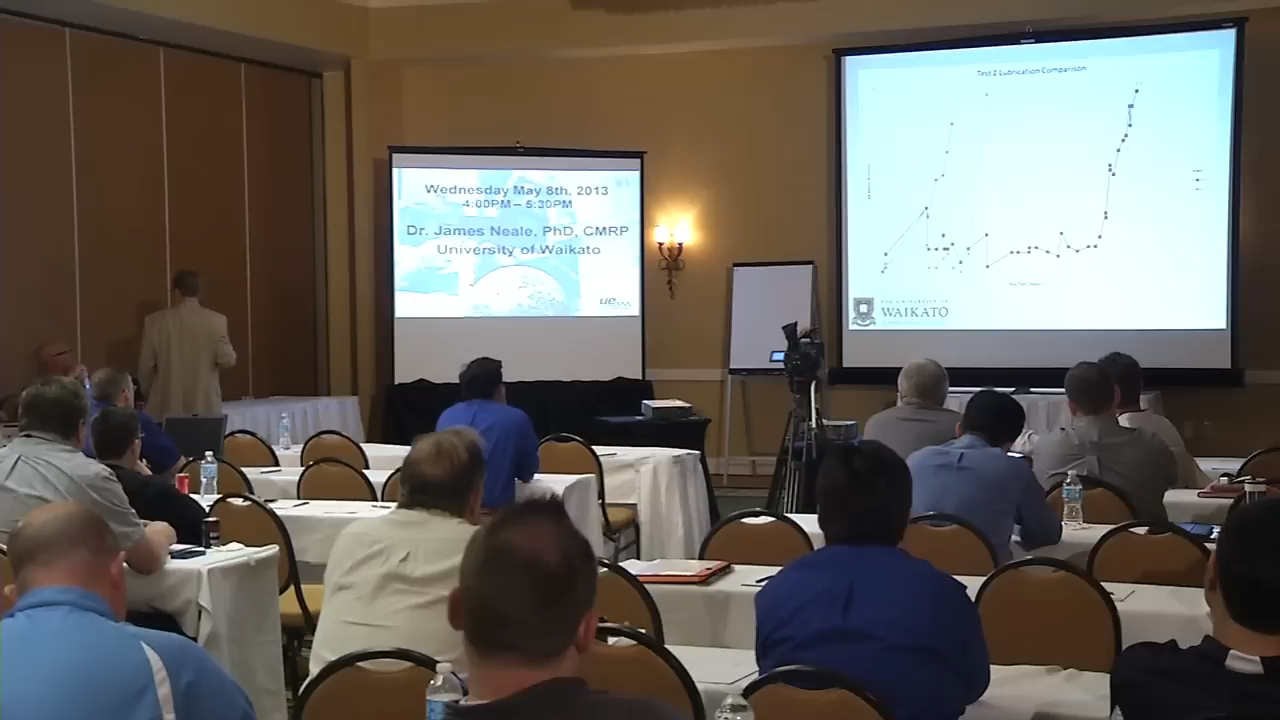 Wednesday May 8th, 2013
4:00PM – 5:30PM
Dr. James Neale, PhD, CMRP
University of Waikato
Test 2 Lubrication Comparison
THE UNIVERSITY OF
WAIKATO